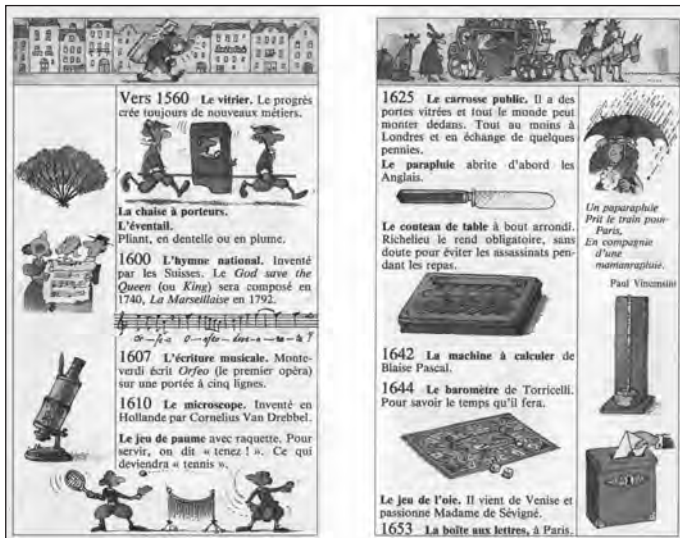 Vers 1560 Le vitrier. Le progrès
crée toujours de nouveaux métiers.
La chaise à porteurs.
L'éventail.
Pliant, en dentelle ou en plume.
1600 L'hymne national. Inventé
par les Suisses. Le God save the
Queen (ou King) sera composé en
1740, La Marseillaise en 1792.
1607 L'écriture musicale. Monte-
verdi écrit Orfeo (le premier opéra)
sur une portée à cinq lignes.
1610 Le microscope. Inventé en
Hollande par Cornelius Van Drebbel.
Le jeu de paume avec raquette. Pour
servir, on dit « tenez ! ». Ce qui
deviendra « tennis ».
1625 Le carrosse public. Il a des
portes vitrées et tout le monde peut
monter dedans. Tout au moins à
Londres et en échange de quelques
pennies.
Le parapluie abrite d'abord les
Anglais.
Le couteau de table à bout arrondi.
Richelieu le rend obligatoire, sans
doute pour éviter les assassinats pen-
dant les repas.
1642 La machine à calculer de
Blaise Pascal.
1644 Le baromètre de Torricelli.
Pour savoir le temps qu'il fera.
Le jeu de l'oie. Il vient de Venise et
passionne Madame de Sévigné.
1653 La boîte aux lettres, à Paris.
Un paparapluie
Prit le train pour
Paris,
En compagnie
d'une
mamanrapluie.
Paul Vincensini